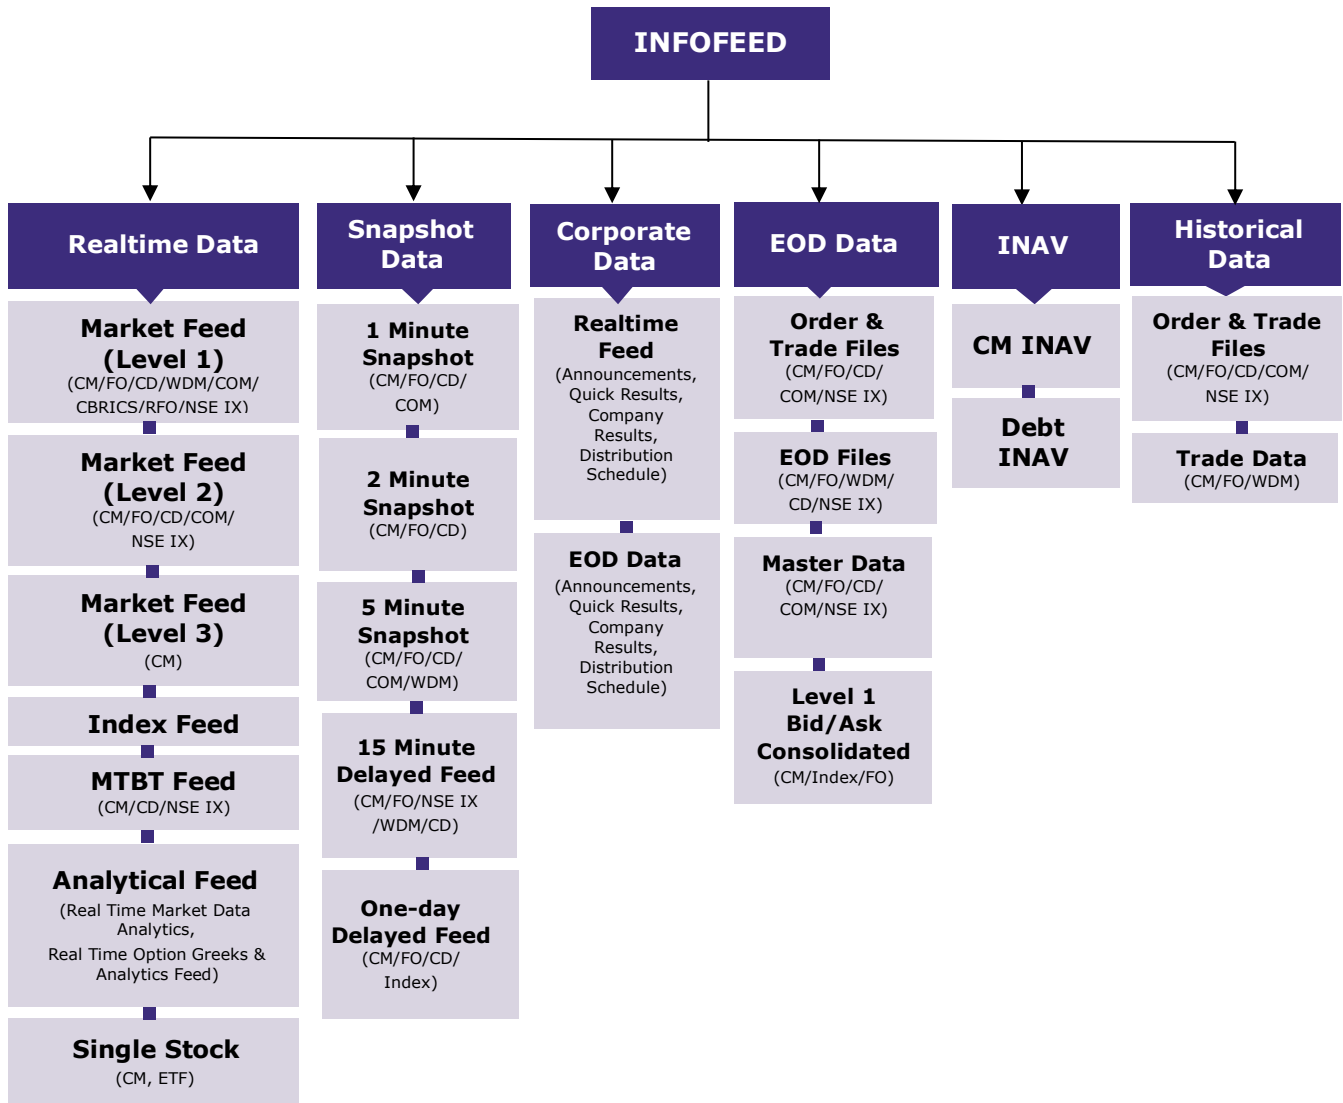 INFOFEED
Realtime Data
Market Feed
(Level 1)
(CM/FO/CD/WDM/COM/
CBRICS/RFO/NSE IX)
Market Feed
(Level 2)
(CM/FO/CD/COM/
NSE IX)
Market Feed
(Level 3)
(CM)
Index Feed
MTBT Feed
(CM/CD/NSE IX)
Analytical Feed
(Real Time Market Data
Analytics,
Real Time Option Greeks &
Analytics Feed)
Single Stock
(CM, ETF)
Snapshot
Data
1 Minute
Snapshot
(CM/FO/CD/
COM)
2 Minute
Snapshot
(CM/FO/CD)
5 Minute
Snapshot
(CM/FO/CD/
COM/WDM)
15 Minute
Delayed Feed
(CM/FO/NSE IX
/WDM/CD)
One-day
Delayed Feed
(CM/FO/CD/
Index)
Corporate
Data
Realtime
Feed
(Announcements,
Quick Results,
Company
Results,
Distribution
Schedule)
EOD Data
(Announcements,
Quick Results,
Company
Results,
Distribution
Schedule)
EOD Data
Order &
Trade Files
(CM/FO/CD/
COM/NSE IX)
EOD Files
(CM/FO/WDM/
CD/NSE IX)
Master Data
(CM/FO/CD/
COM/NSE IX)
Level 1
Bid/Ask
Consolidated
(CM/Index/FO)
INAV
CM INAV
Debt
INAV
Historical
Data
Order & Trade
Files
(CM/FO/CD/COM/
NSE IX)
Trade Data
(CM/FO/WDM)